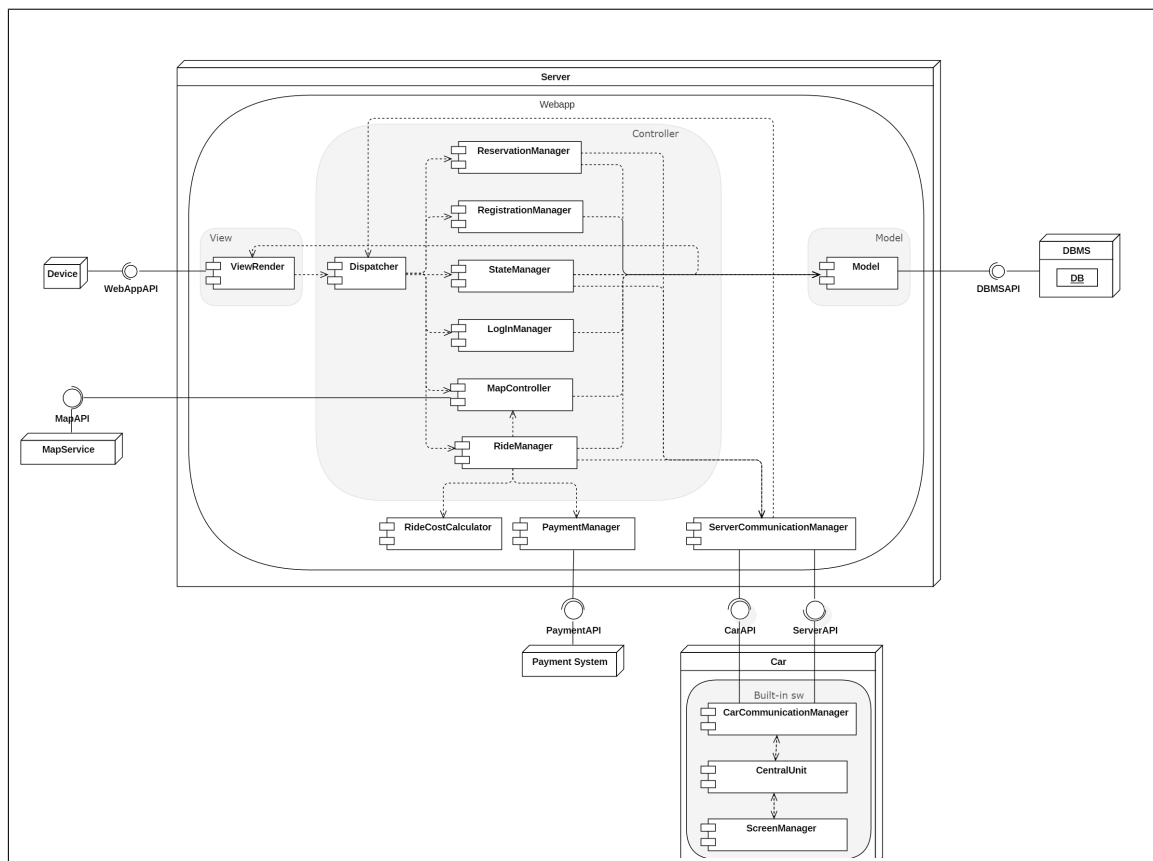 Server
Webapp
Controller
ReservationManager
RegistrationManager
View
Model
Device
WebAppAPI
ViewRender
Dispatcher
StateManager
Model
DBMSAPI
DBMS
DB
LogInManager
MapController
MapAPI
MapService
RideManager
RideCostCalculator
PaymentManager
ServerCommunicationManager
PaymentAPI
CarAPI
ServerAPI
Payment System
Car
Built-in sw
CarCommunicationManager
CentralUnit
ScreenManager